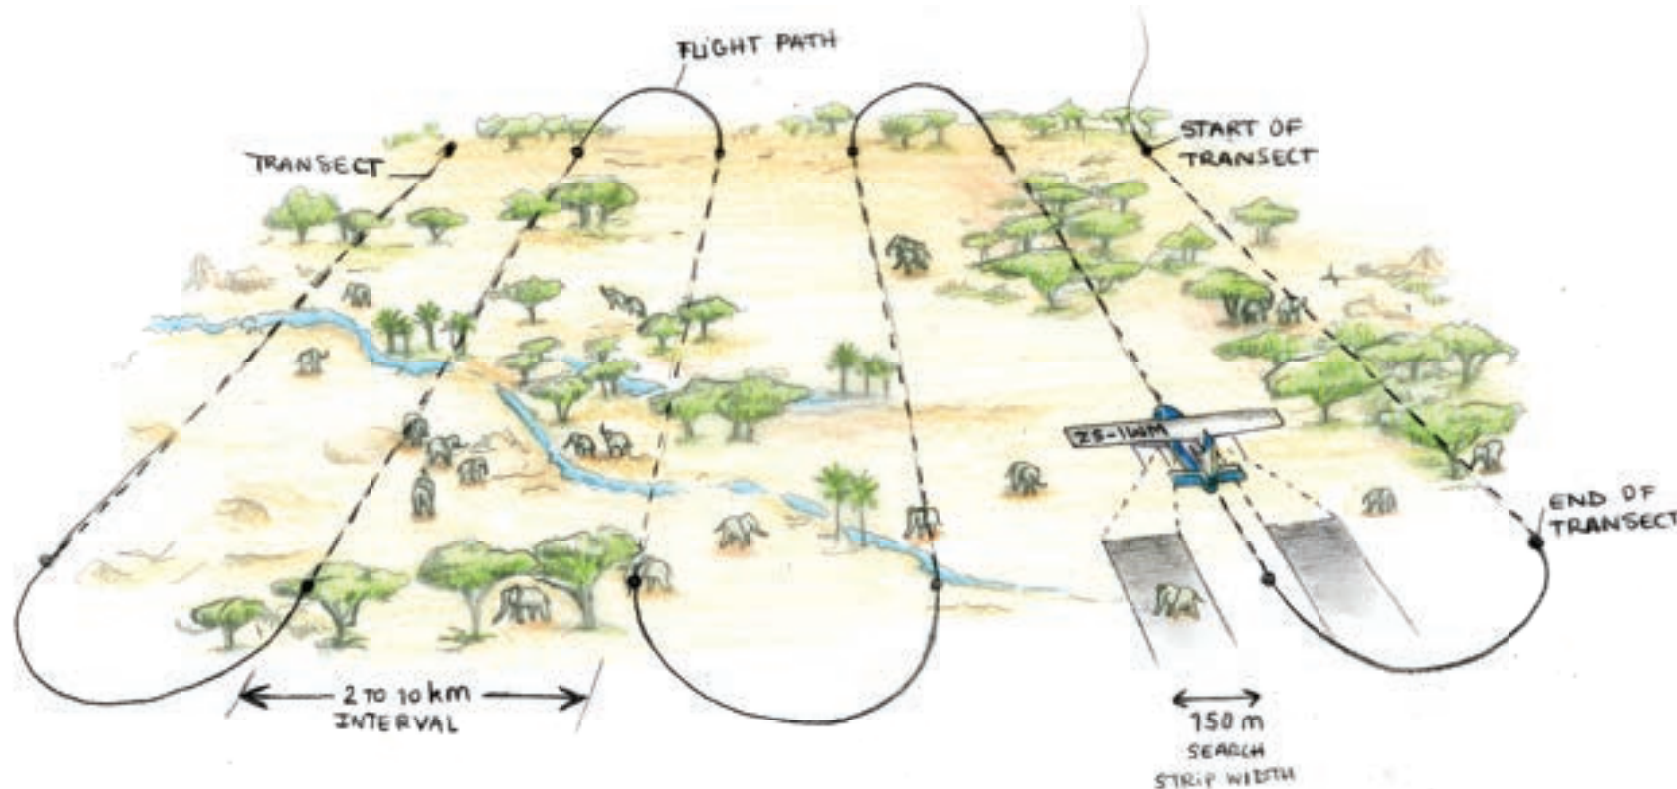 FLIGHT PATH
START OF
TRANSECT
TRANSECT
ZS-IWM
END OF
TRANSECT
2 TO 10 km
INTERVAL
150 m
SEARCH
STRIP WIDTH